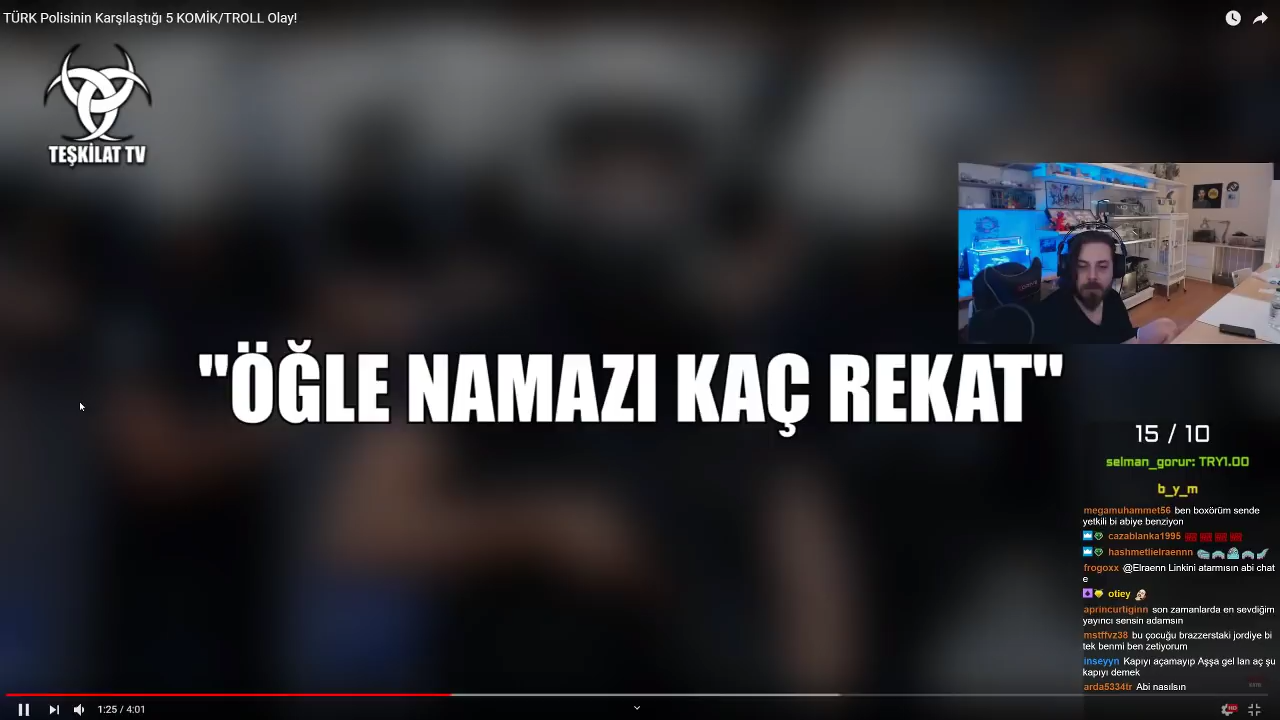 TÜRK Polisinin Karşılaştığı 5 KOMİK/TROLL Olay!
TEŞKİLAT TV
"ÖĞLE NAMAZI KAÇ REKAT"
15 / 10
selman_gorur: TRY1.00
b_y_m
megamuhammet56 ben boxörüm sende
yetkili bi abiye benziyon
cazablanka1995
hashmetlielraennn
frogoxx @Elraenn Linkini atarmısın abi chat
e
otiey
aprincurtiginn son zamanlarda en sevdiğim
yayıncı sensin adamsın
mstffvz38 bu çocuğu brazzerstaki jordiye bi
tek benmi ben zetiyorum
inseyyn Kapıyı açamayıp Aşşa gel lan aç şu
kapıyı demek
arda5334tr Abi nasılsın
1:25 / 4:01
HD